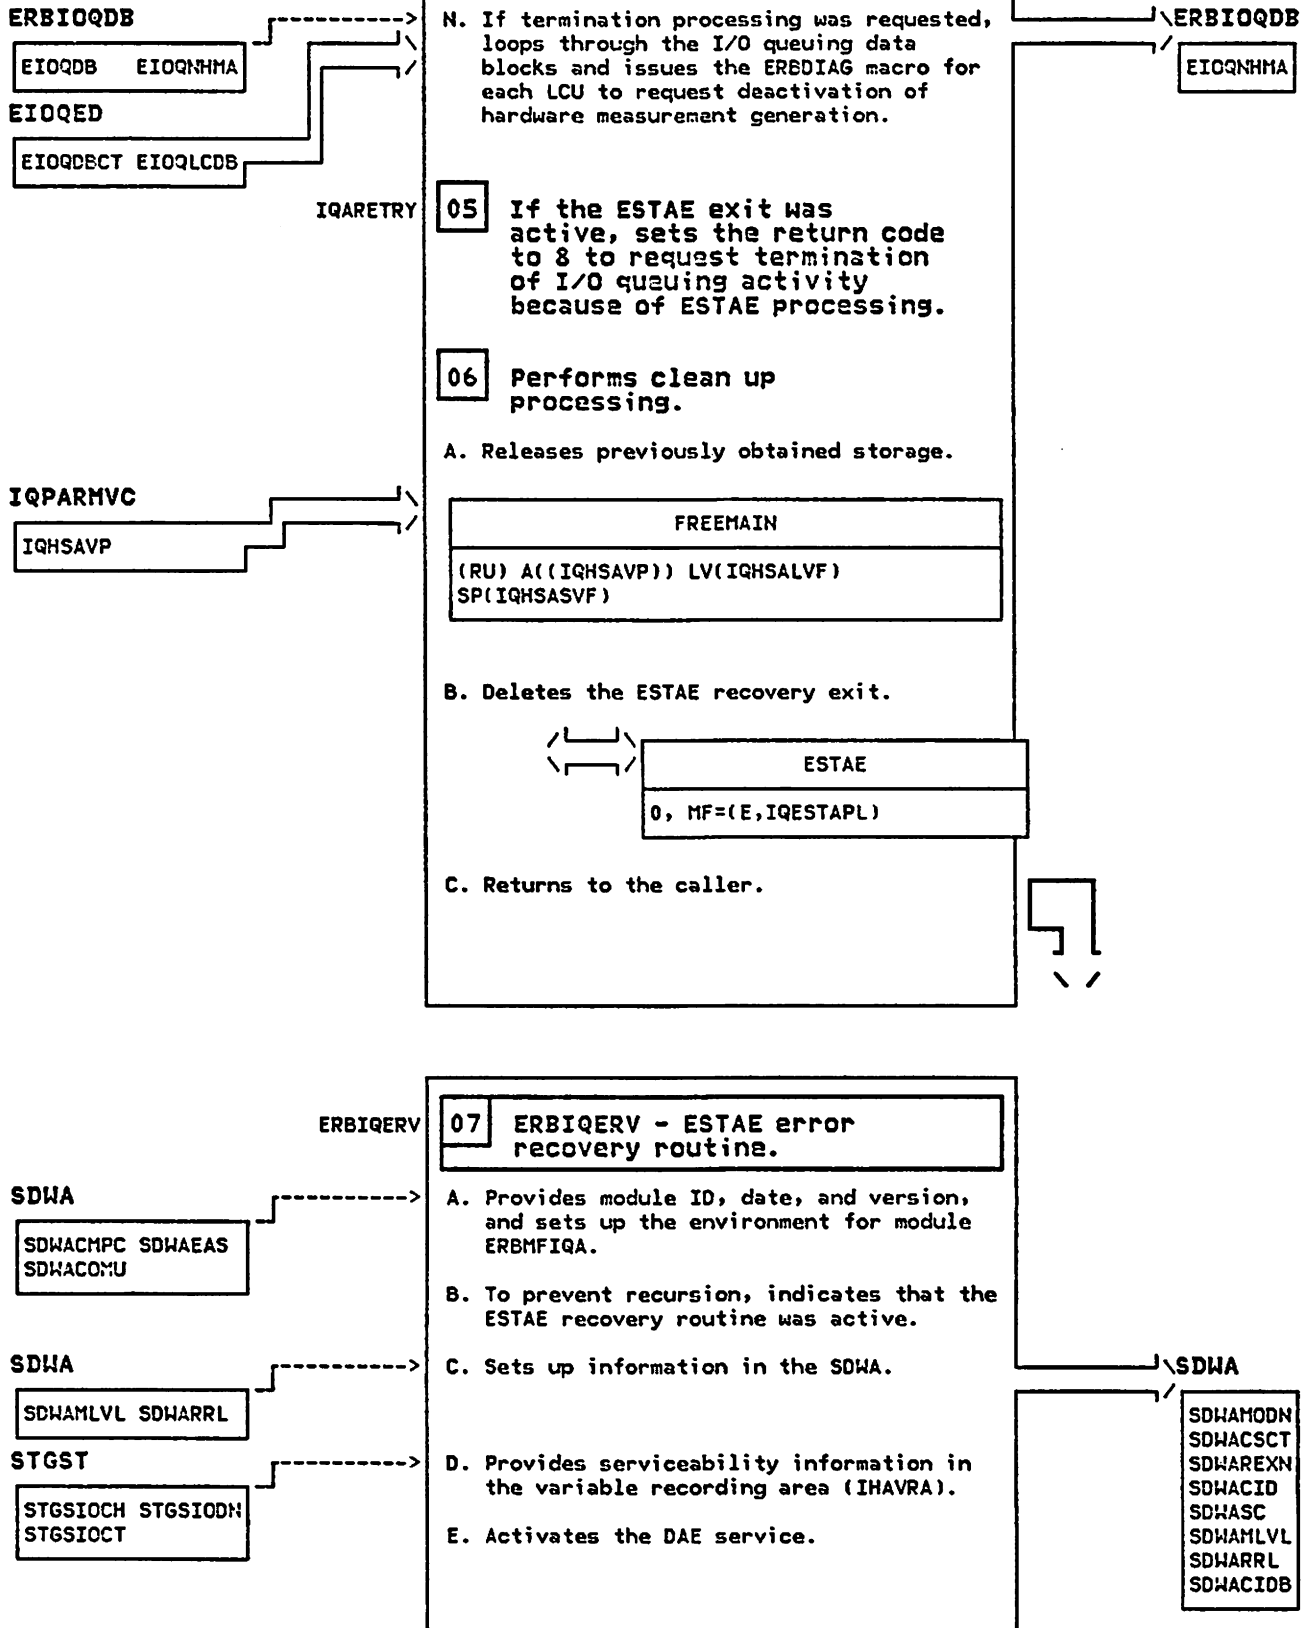 ERBIOQDB
EIOQDB EIOQNHMA
EIOQED
EIOQDBCT EIOQLCDB
N. If termination processing was requested,
loops through the I/O queuing data
blocks and issues the ERBDIAG macro for
each LCU to request deactivation of
hardware measurement generation.
ERBIOQDB
EIOQNHMA
IQARETRY
05 If the ESTAE exit was
active, sets the return code
to 8 to request termination
of I/O queuing activity
because of ESTAE processing.
06 Performs clean up
processing.
A. Releases previously obtained storage.
IQPARMVC
IQHSAVP
FREEMAIN
(RU) A((IQHSAVP)) LV(IQHSALVF)
SP(IQHSASVF)
B. Deletes the ESTAE recovery exit.
ESTAE
0, MF=(E,IQESTAPL)
C. Returns to the caller.
ERBIQERV
07 ERBIQERV - ESTAE error
recovery routine.
SDWA
SDWACMPC SDWAEAS
SDWACOMU
A. Provides module ID, date, and version,
and sets up the environment for module
ERBMFIQA.
B. To prevent recursion, indicates that the
ESTAE recovery routine was active.
SDWA
SDWAMLVL SDWARRL
C. Sets up information in the SDWA.
SDWA
SDWAMODN
SDWACSCT
SDWAREXN
SDWACID
SDWASC
SDWAMLVL
SDWARRL
SDWACIDB
STGST
STGSIOCH STGSIODN
STGSIOCT
D. Provides serviceability information in
the variable recording area (IHAVRA).
E. Activates the DAE service.